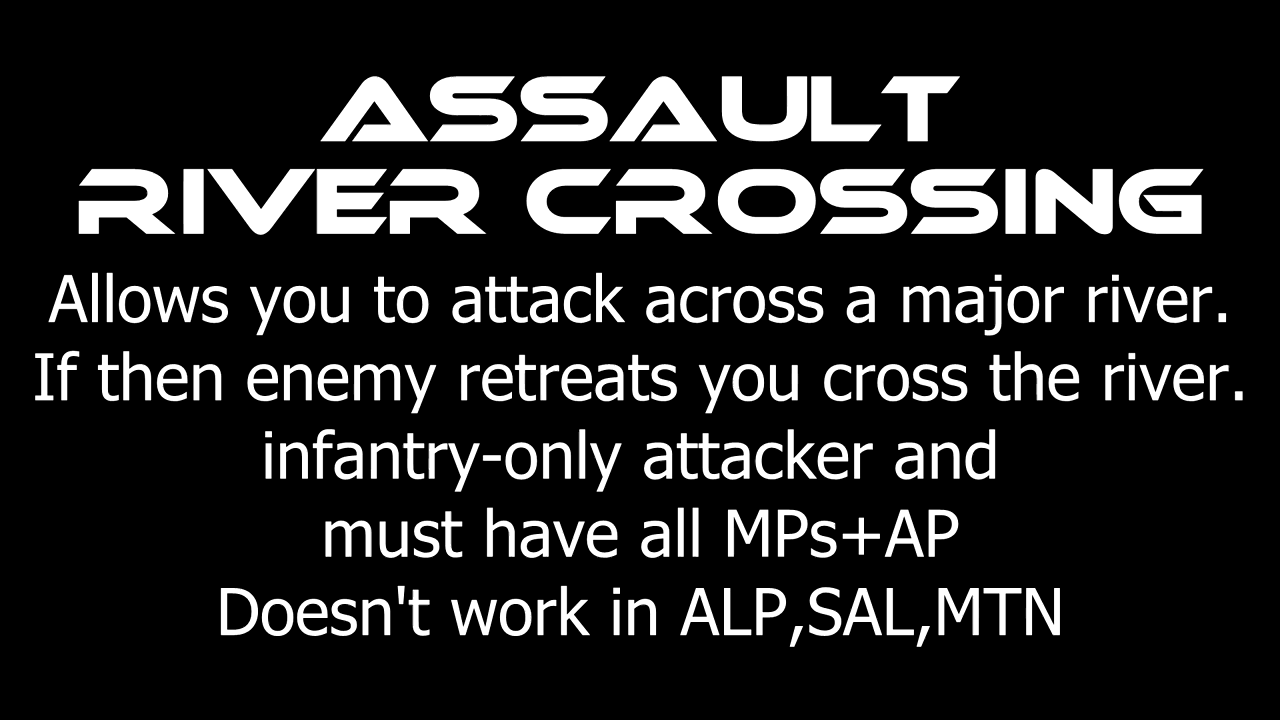 ASSAULT
RIVER CROSSING
Allows you to attack across a major river.
If then enemy retreats you cross the river.
infantry-only attacker and
must have all MPs+AP
Doesn't work in ALP,SAL,MTN